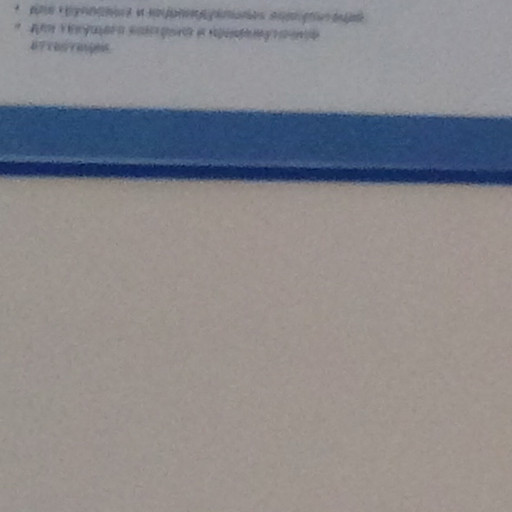 • для групповых и индивидуальных консультаций
• для текущего контроля и промежуточной
аттестации.